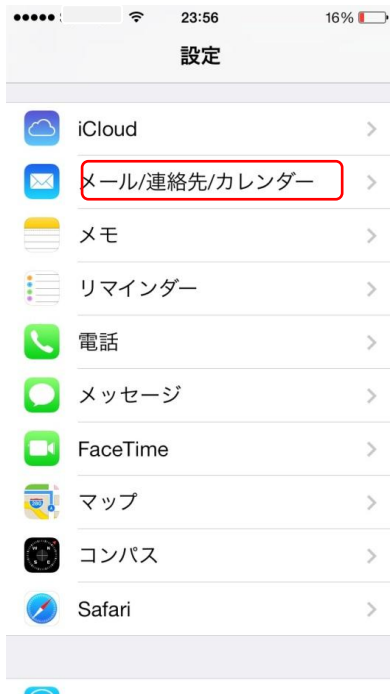 23:56 16%
設定
iCloud
メール/連絡先/カレンダー
メモ
リマインダー
電話
メッセージ
FaceTime
マップ
コンパス
Safari